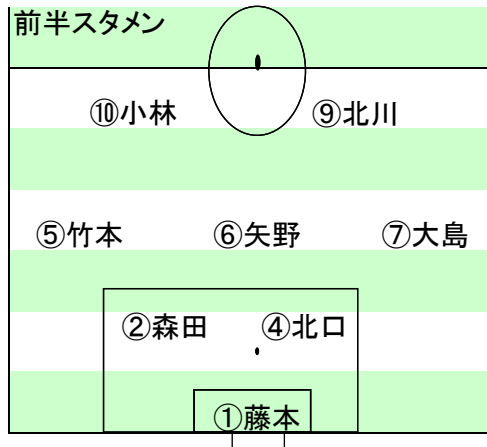 前半スタメン
⑩小林 ⑨北川
⑤竹本 ⑥矢野 ⑦大島
②森田 ④北口
①藤本